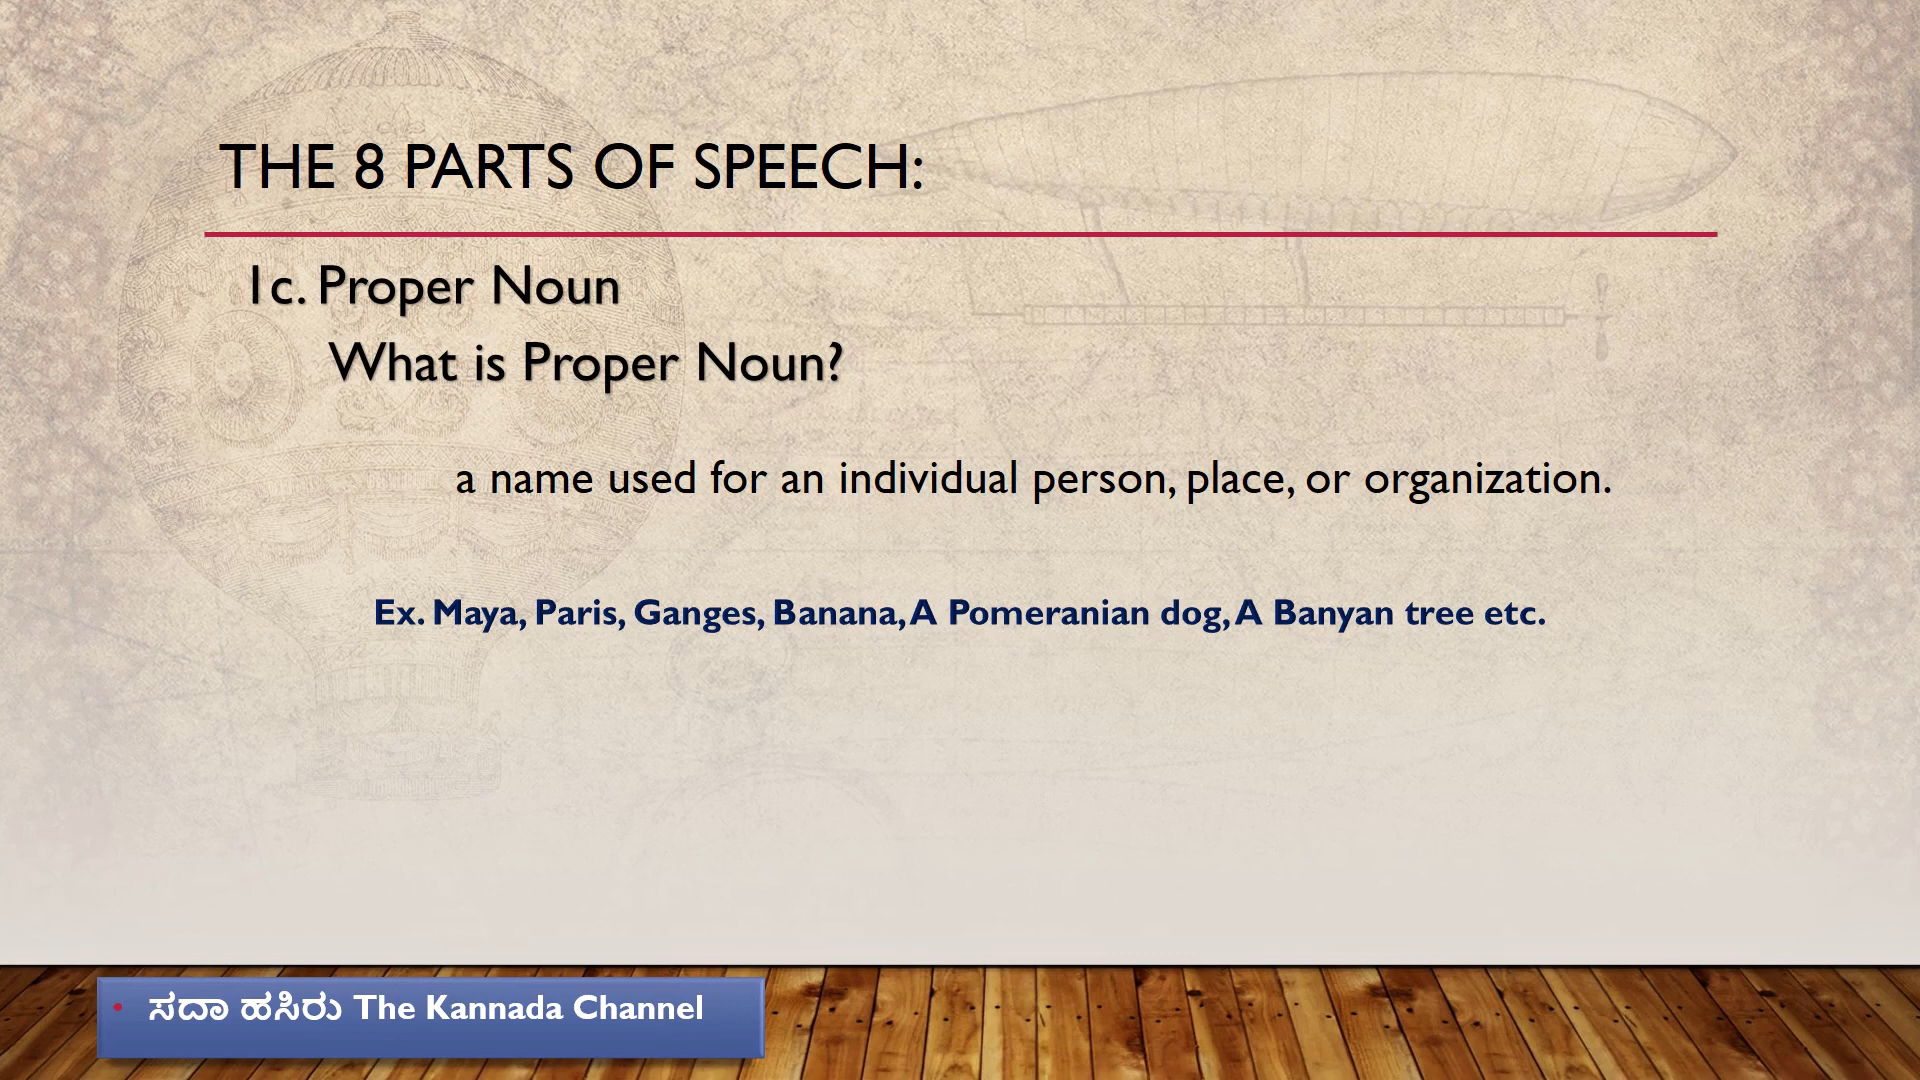 THE 8 PARTS OF SPEECH:
1c. Proper Noun
What is Proper Noun?
a name used for an individual person, place, or organization.
Ex. Maya, Paris, Ganges, Banana, A Pomeranian dog, A Banyan tree etc.
• ಸದಾ ಹಸಿರು The Kannada Channel